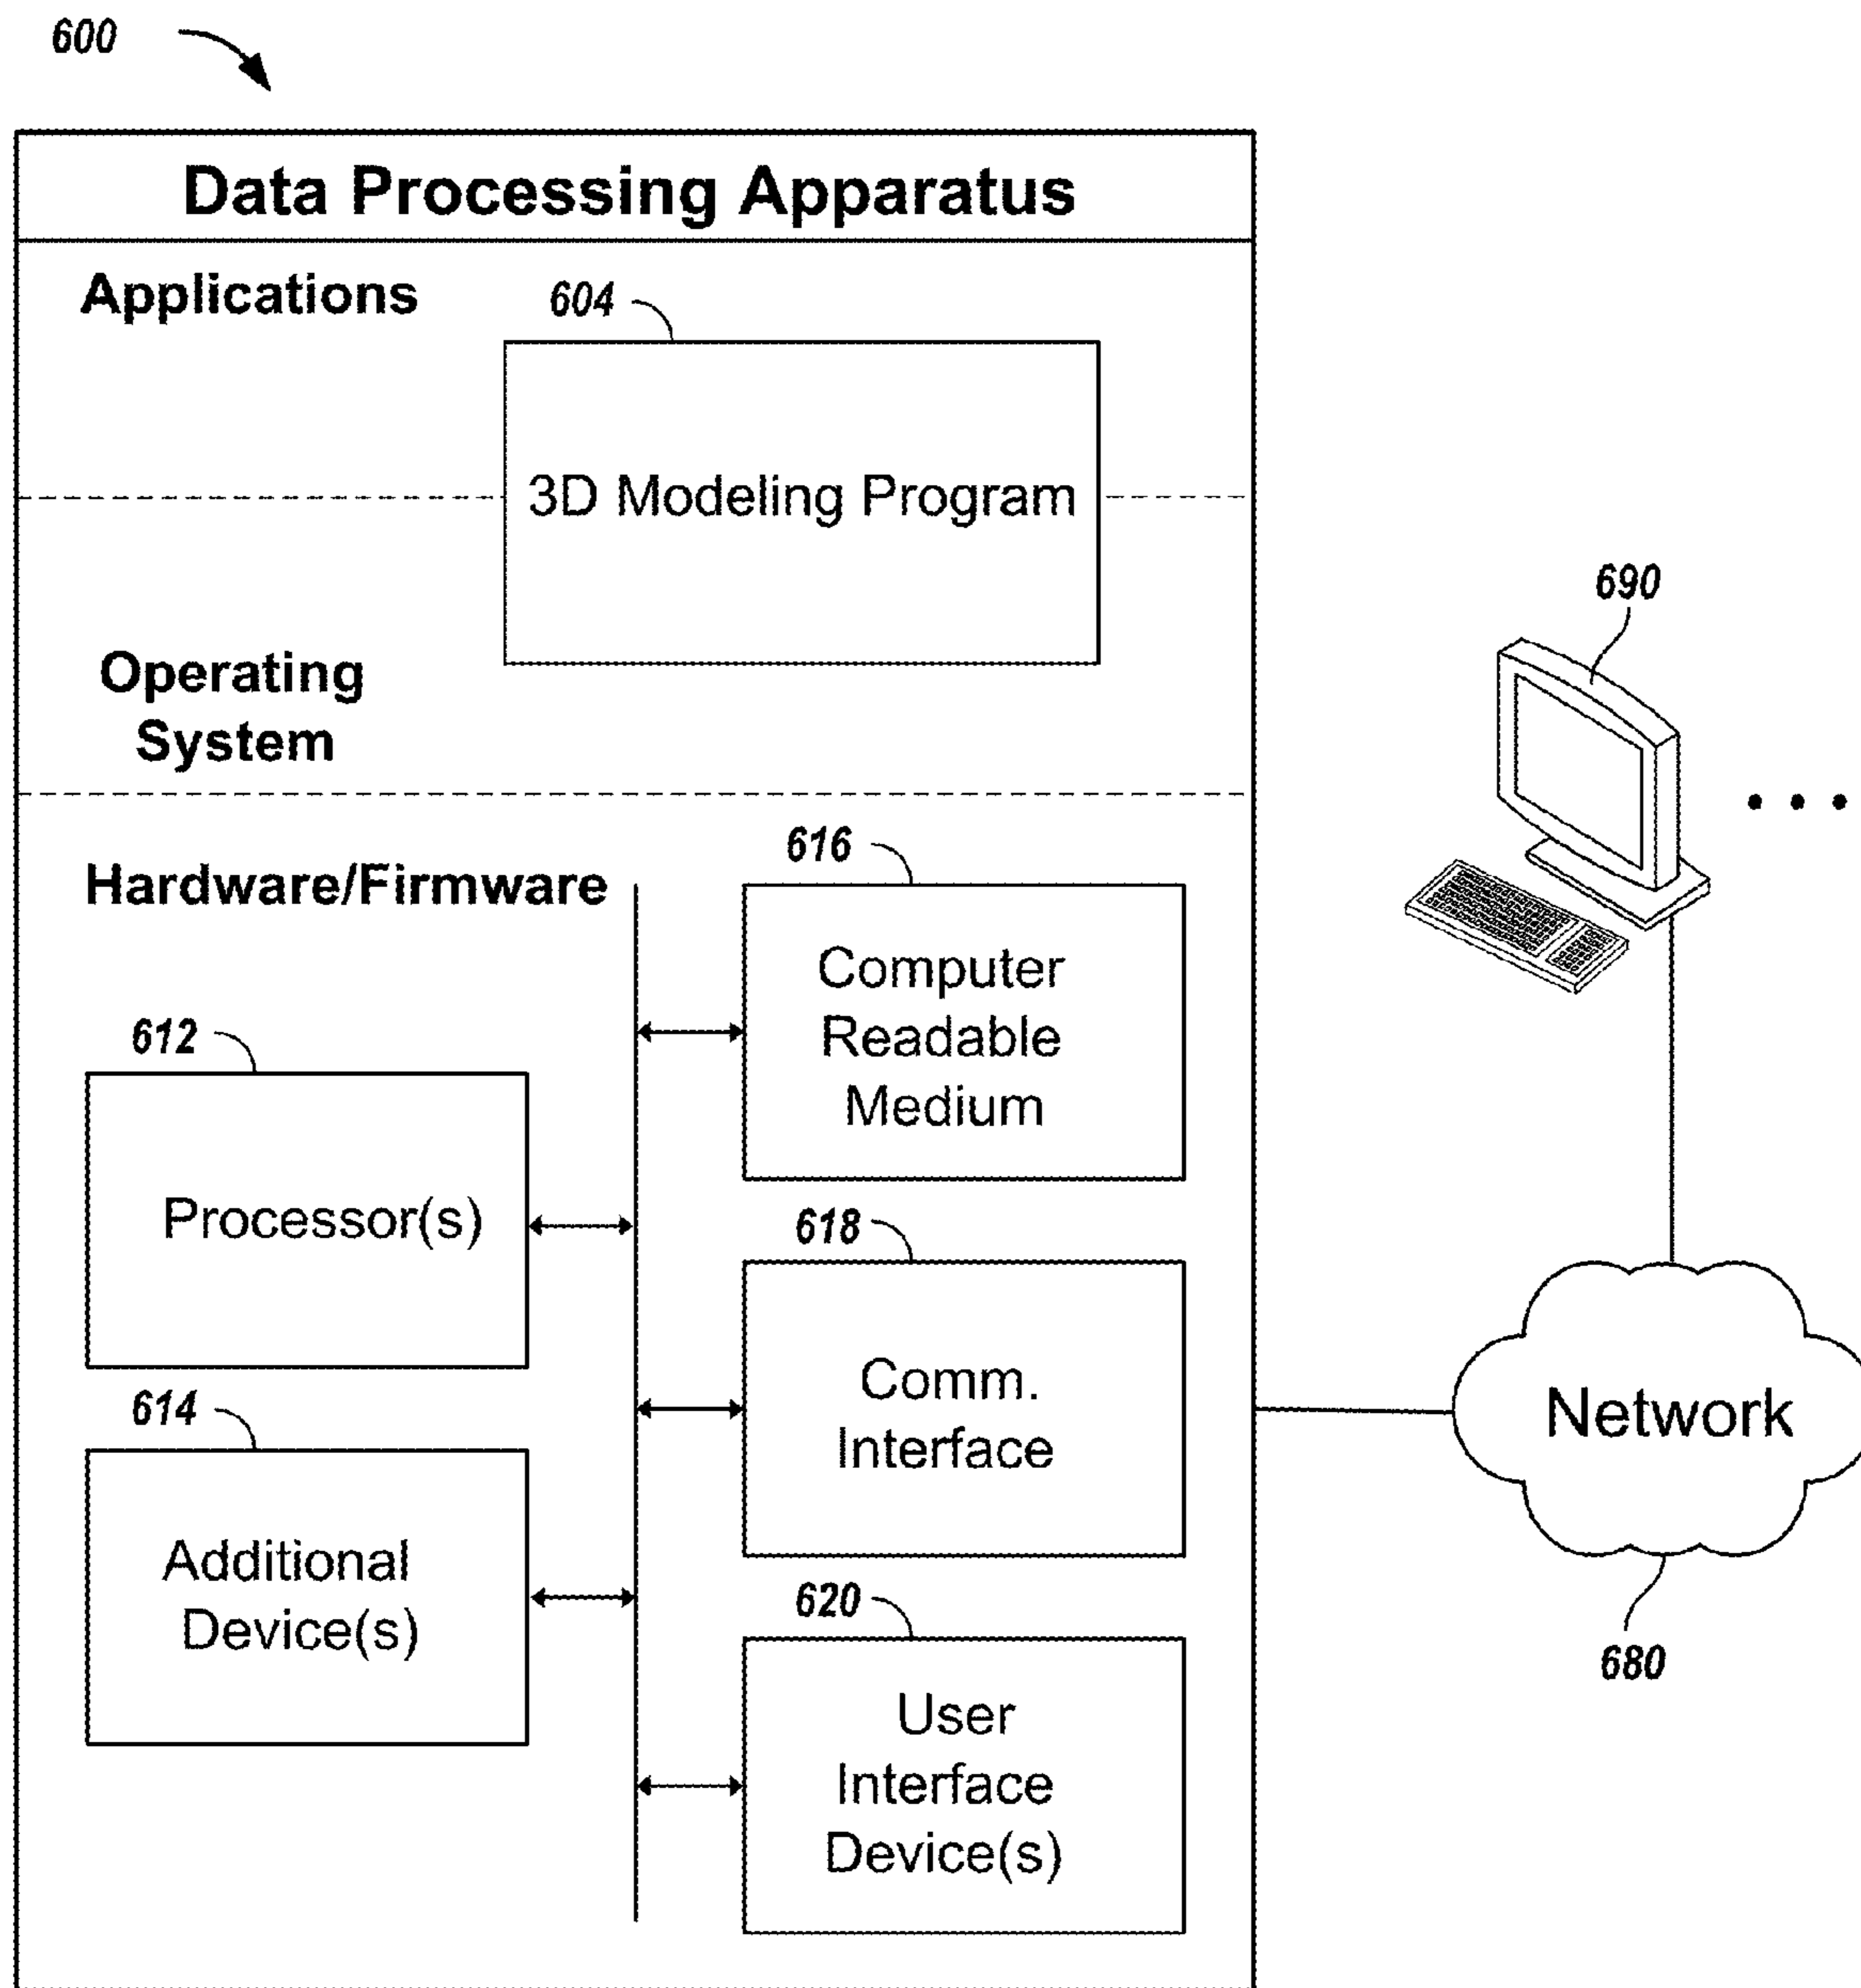 600
Data Processing Apparatus
Applications
604
3D Modeling Program
Operating
System
690
Hardware/Firmware
616
Computer
Readable
Medium
612
Processor(s)
618
Comm.
Interface
614
Additional
Device(s)
620
User
Interface
Device(s)
Network
680